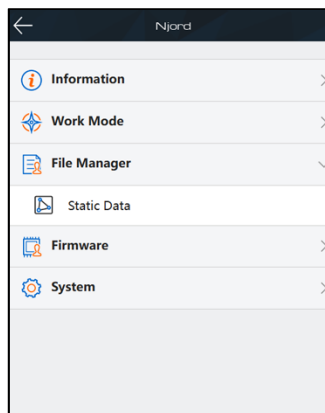 Njord
Information
Work Mode
File Manager
Static Data
Firmware
System